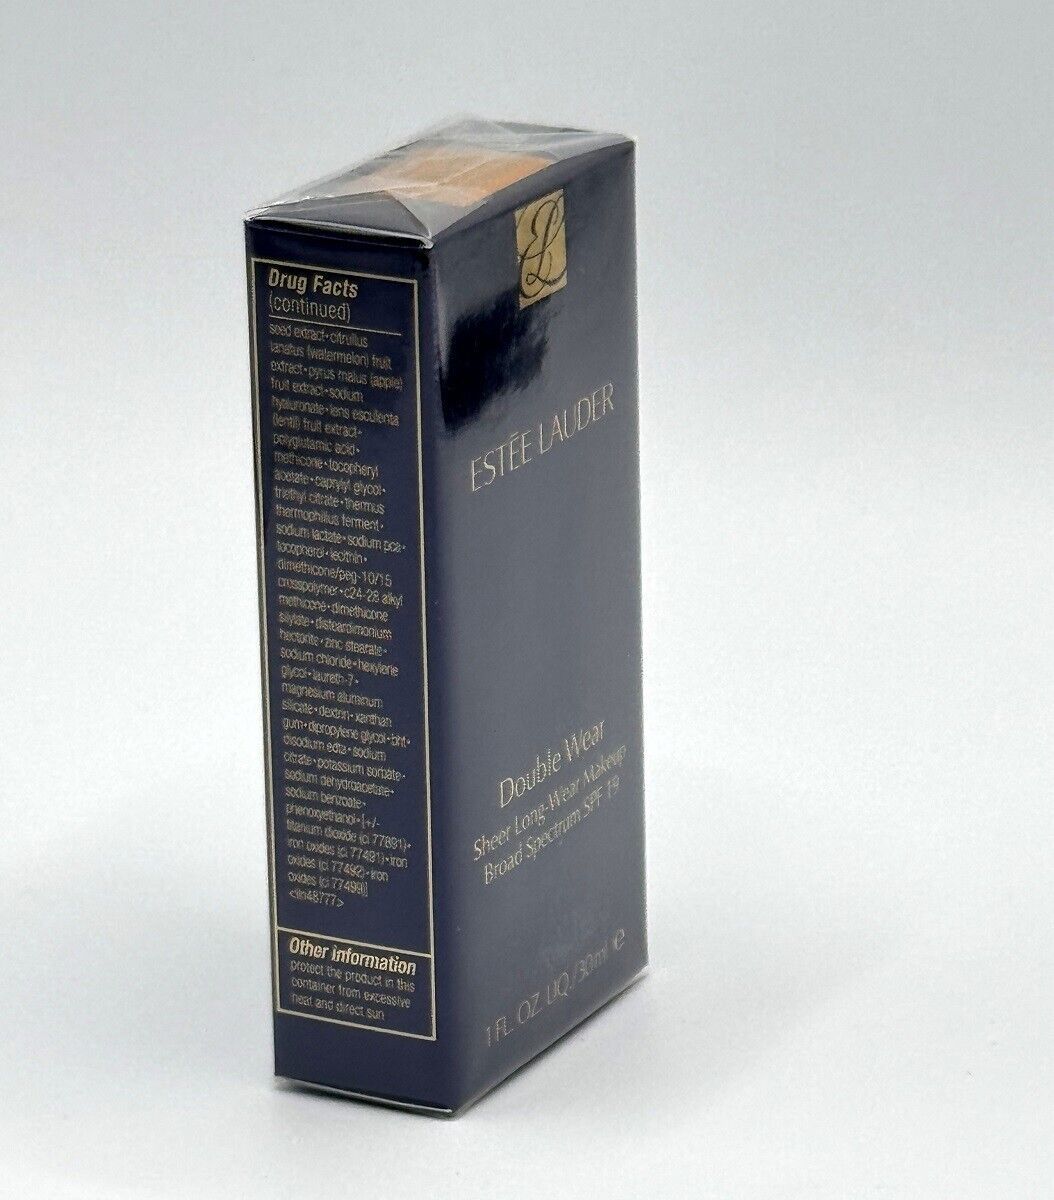 Drug Facts
(continued)
seed extract•citrullus
lanatus (watermelon) fruit
extract•pyrus malus (apple)
fruit extract•sodium
hyaluronate•lens esculenta
(lentil) fruit extract•
polyglutamic acid•
methicone•tocopheryl
acetate•caprylyl glycol•
triethyl citrate•thermus
thermophillus ferment•
sodium lactate•sodium pca•
tocopherol•lecithin•
dimethicone/peg-10/15
crosspolymer•c24-28 alkyl
methicone•dimethicone
silylate•disteardimonium
hectorite•zinc stearate•
sodium chloride•hexylene
glycol•laureth-7•
magnesium aluminum
silicate•dextrin•xanthan
gum•dipropylene glycol•bht•
disodium edta•sodium
citrate•potassium sorbate•
sodium dehydroacetate•
sodium benzoate•
phenoxyethanol•[+/-
titanium dioxide (ci 77891)•
iron oxides (ci 77491)•iron
oxides (ci 77492)•iron
oxides (ci 77499)]
<iln48777>
Other information
protect the product in this
container from excessive
heat and direct sun
EL
ESTĒE LAUDER
Double Wear
Sheer Long-Wear Makeup
Broad Spectrum SPF 19
1 FL. OZ. LIQ./30ml ℮